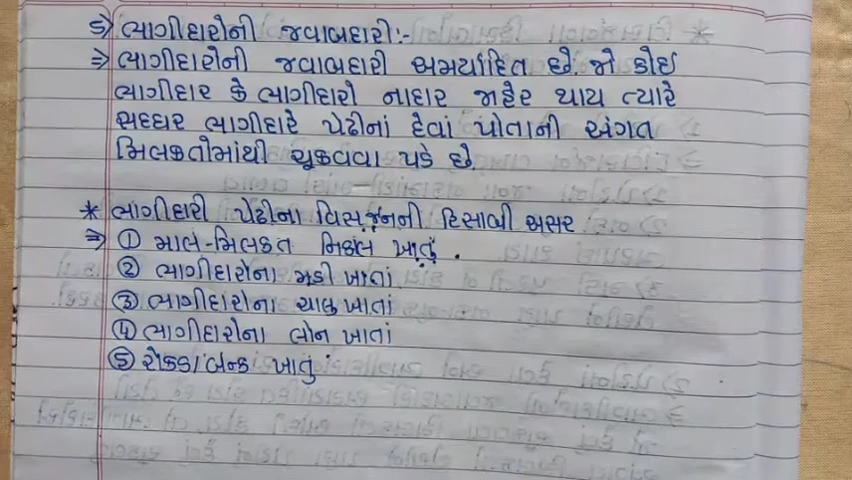 ૬) ભાગીદારોની જવાબદારી:-
⇒ ભાગીદારોની જવાબદારી અમર્યાદિત છે. જો કોઈ
ભાગીદાર કે ભાગીદારો નાદાર જાહેર થાય ત્યારે
સધ્ધર ભાગીદારે પેઢીનાં દેવાં પોતાની અંગત
મિલકતોમાંથી ચૂકવવા પડે છે.
* ભાગીદારી પેઢીના વિસર્જનની હિસાબી અસર
⇒ ① માલ-મિલકત નિકાલ ખાતું.
② ભાગીદારોના મૂડી ખાતાં
③ ભાગીદારોના ચાલુ ખાતાં
④ ભાગીદારોના લોન ખાતાં
⑤ રોકડ/બેન્ક ખાતું